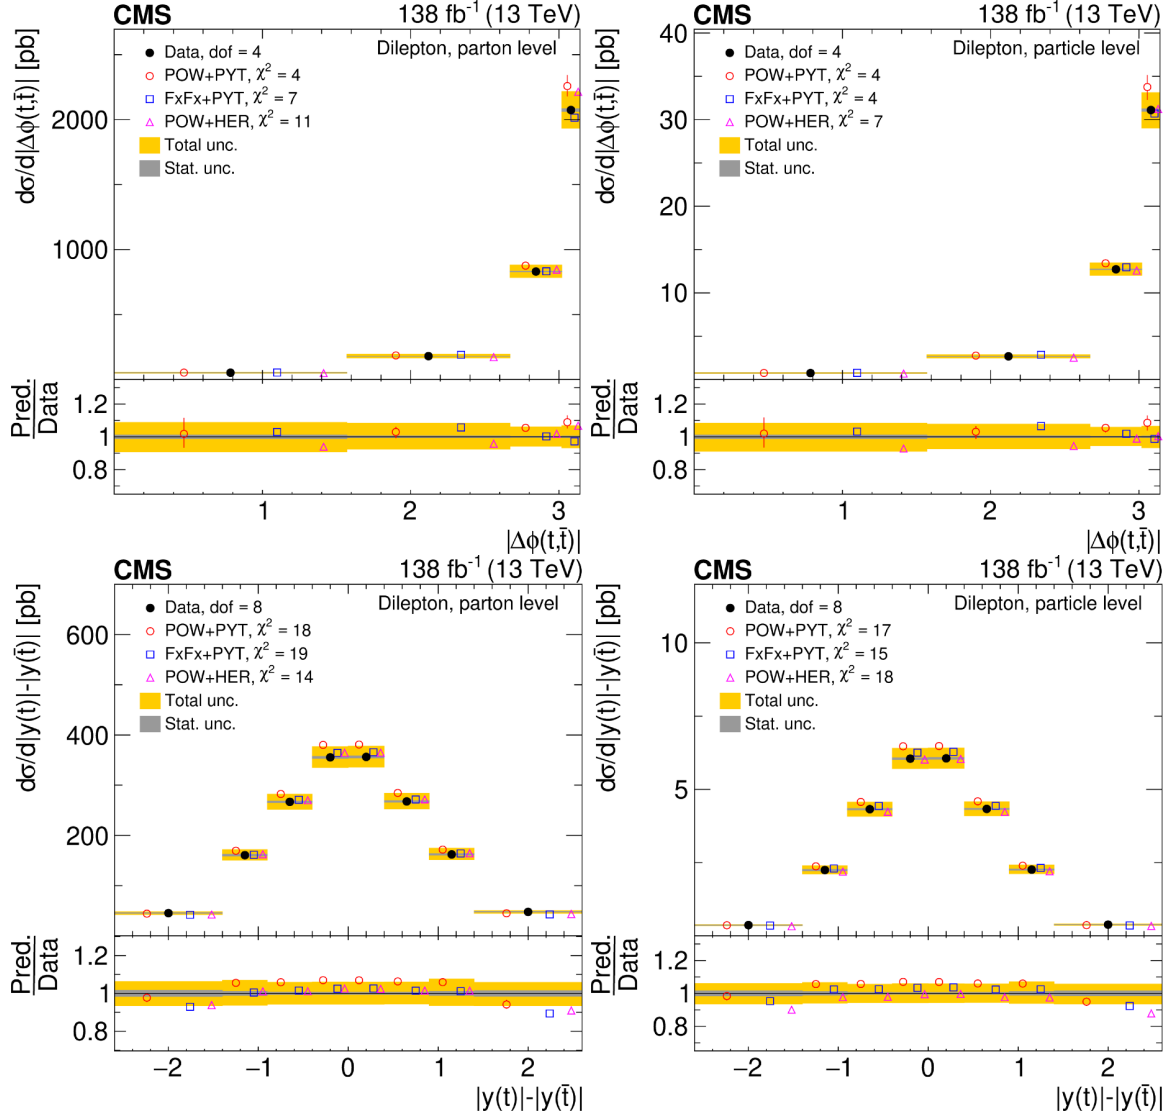 CMS 138 fb⁻¹ (13 TeV)
dσ/d|Δϕ(t,t̄)| [pb]
Dilepton, parton level
Data, dof = 4
POW+PYT, χ² = 4
FxFx+PYT, χ² = 7
POW+HER, χ² = 11
Total unc.
Stat. unc.
2000
1000
Pred.
Data
1.2
1
0.8
1 2 3
|Δϕ(t,t̄)|
CMS 138 fb⁻¹ (13 TeV)
dσ/d|Δϕ(t,t̄)| [pb]
Dilepton, particle level
Data, dof = 4
POW+PYT, χ² = 4
FxFx+PYT, χ² = 4
POW+HER, χ² = 7
Total unc.
Stat. unc.
40
30
20
10
Pred.
Data
1.2
1
0.8
1 2 3
|Δϕ(t,t̄)|
CMS 138 fb⁻¹ (13 TeV)
dσ/d|y(t)|-|y(t̄)| [pb]
Dilepton, parton level
Data, dof = 8
POW+PYT, χ² = 18
FxFx+PYT, χ² = 19
POW+HER, χ² = 14
Total unc.
Stat. unc.
600
400
200
Pred.
Data
1.2
1
0.8
−2 −1 0 1 2
|y(t)|-|y(t̄)|
CMS 138 fb⁻¹ (13 TeV)
dσ/d|y(t)|-|y(t̄)| [pb]
Dilepton, particle level
Data, dof = 8
POW+PYT, χ² = 17
FxFx+PYT, χ² = 15
POW+HER, χ² = 18
Total unc.
Stat. unc.
10
5
Pred.
Data
1.2
1
0.8
−2 −1 0 1 2
|y(t)|-|y(t̄)|